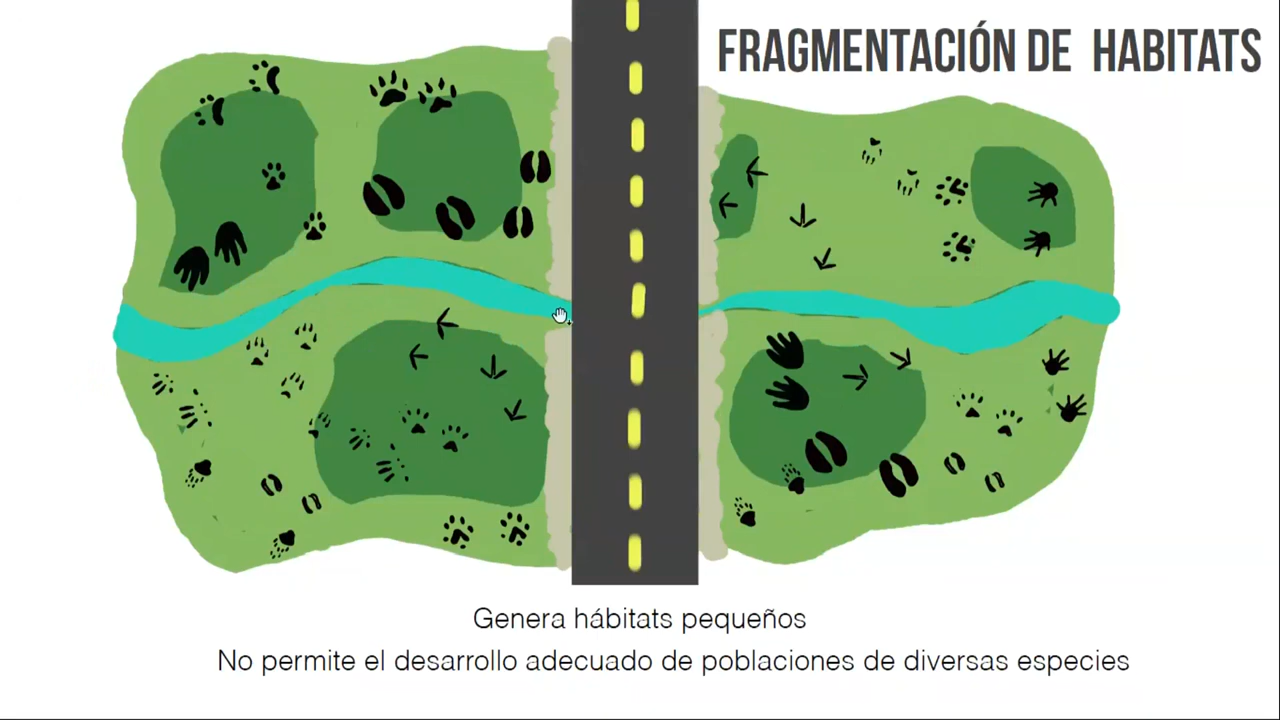 FRAGMENTACIÓN DE HABITATS
Genera hábitats pequeños
No permite el desarrollo adecuado de poblaciones de diversas especies